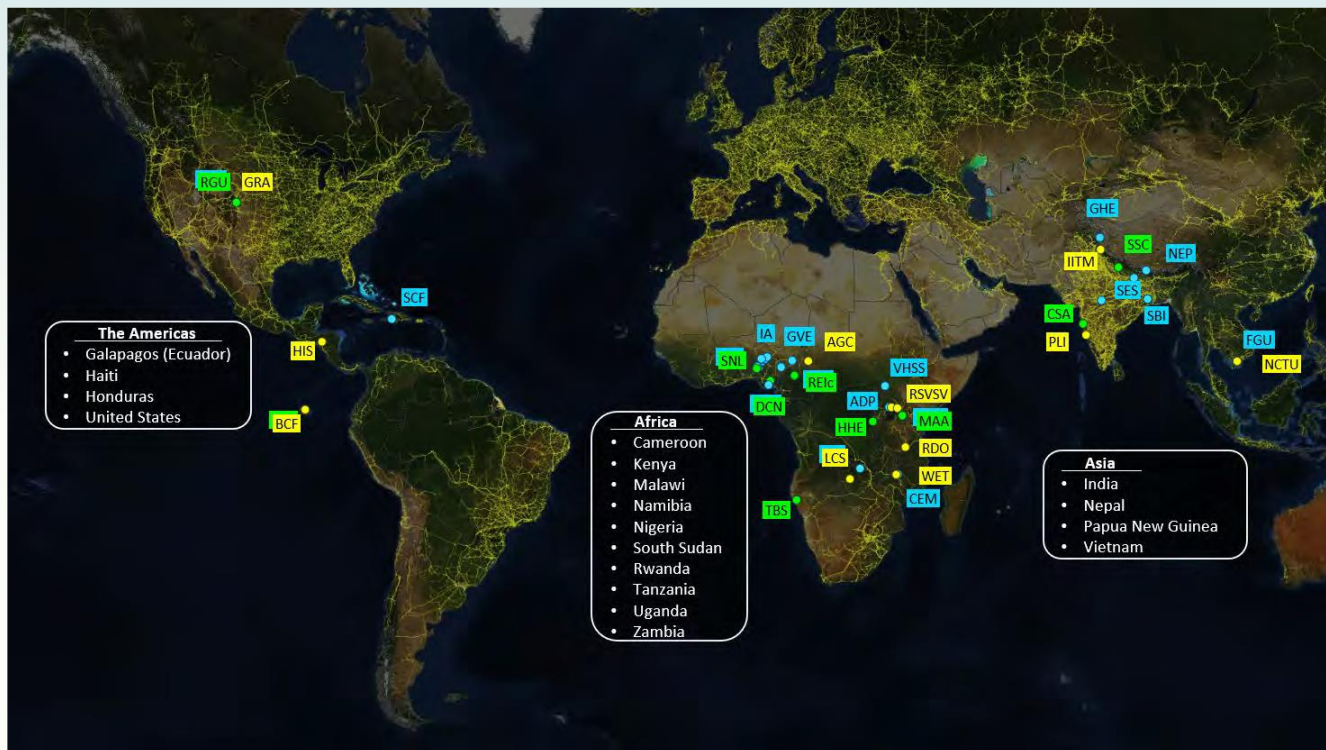 RGU GRA
SCF
HIS
BCF
The Americas
• Galapagos (Ecuador)
• Haiti
• Honduras
• United States
IA GVE AGC
SNL
REIc
DCN
VHSS
ADP RSVSV
HHE MAA
RDO
LCS
WET
CEM
TBS
Africa
• Cameroon
• Kenya
• Malawi
• Namibia
• Nigeria
• South Sudan
• Rwanda
• Tanzania
• Uganda
• Zambia
GHE
SSC
IITM NEP
SES
SBI
CSA
PLI
FGU
NCTU
Asia
• India
• Nepal
• Papua New Guinea
• Vietnam